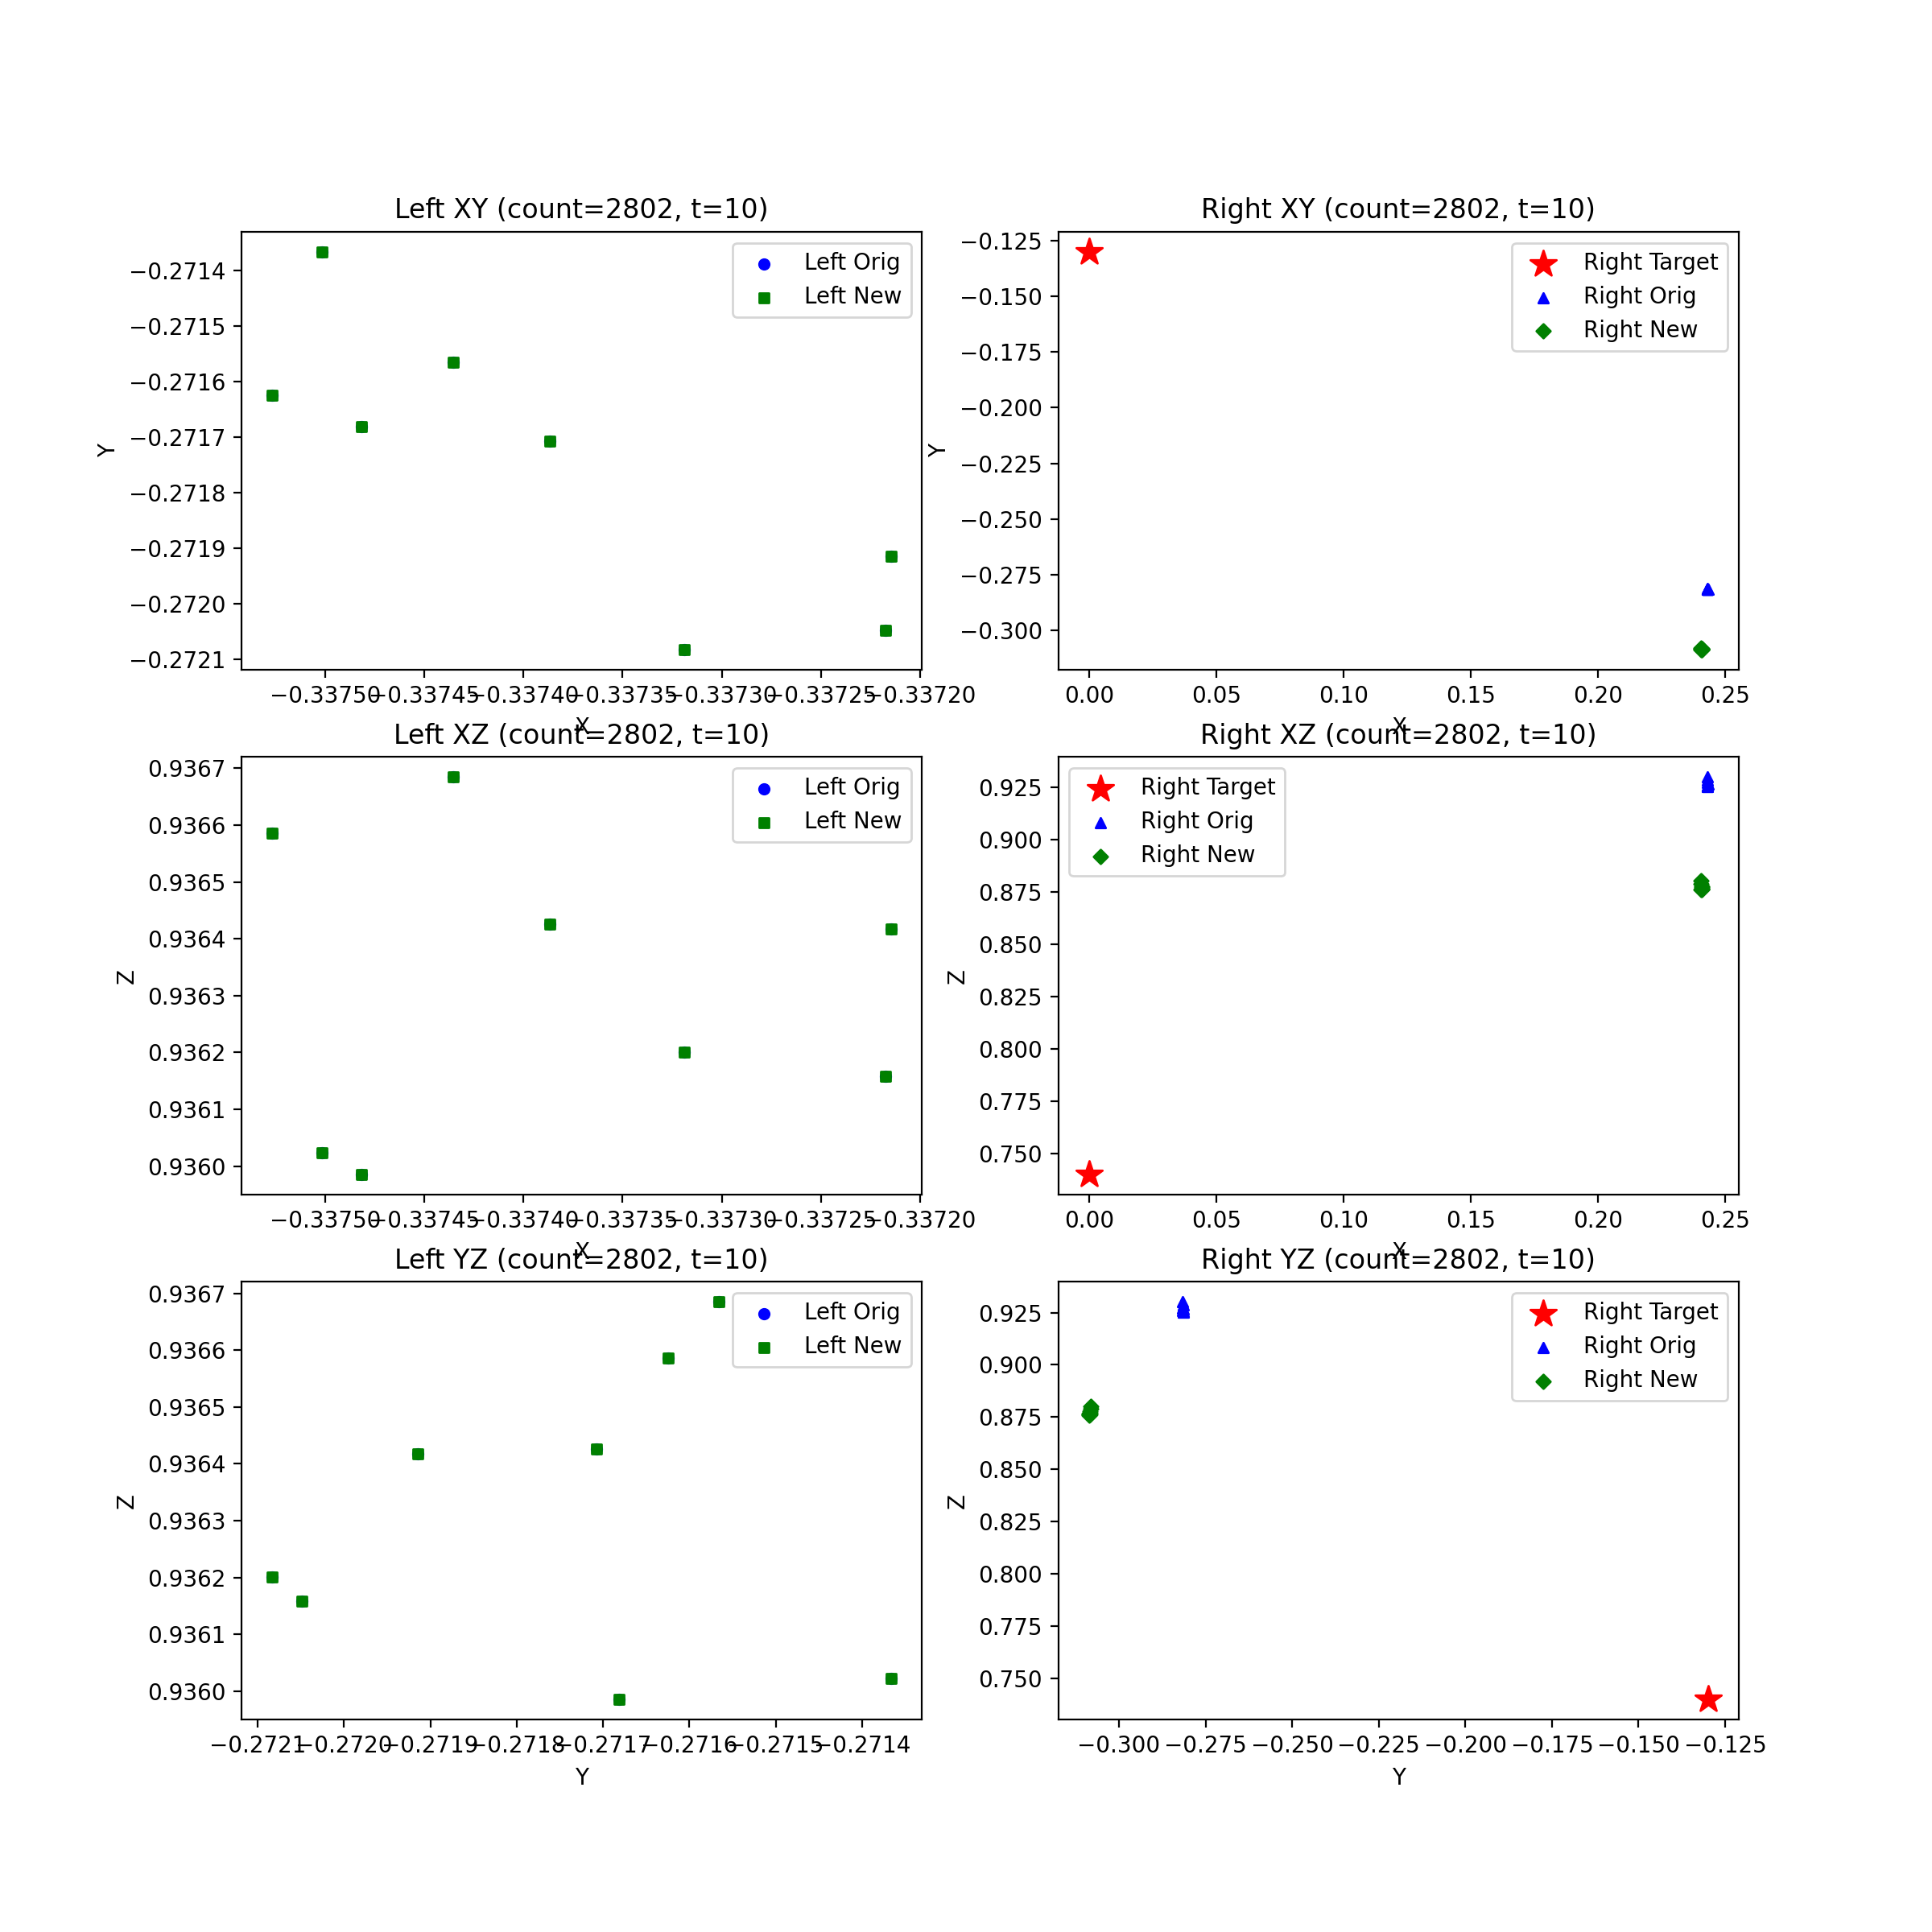 Left XY (count=2802, t=10)
Left Orig
Left New
Y
−0.2714
−0.2715
−0.2716
−0.2717
−0.2718
−0.2719
−0.2720
−0.2721
−0.33750 −0.33745 −0.33740 −0.33735 −0.33730 −0.33725 −0.33720
X
Right XY (count=2802, t=10)
Right Target
Right Orig
Right New
Y
−0.125
−0.150
−0.175
−0.200
−0.225
−0.250
−0.275
−0.300
0.00 0.05 0.10 0.15 0.20 0.25
X
Left XZ (count=2802, t=10)
Left Orig
Left New
Z
0.9367
0.9366
0.9365
0.9364
0.9363
0.9362
0.9361
0.9360
−0.33750 −0.33745 −0.33740 −0.33735 −0.33730 −0.33725 −0.33720
X
Right XZ (count=2802, t=10)
Right Target
Right Orig
Right New
Z
0.925
0.900
0.875
0.850
0.825
0.800
0.775
0.750
0.00 0.05 0.10 0.15 0.20 0.25
X
Left YZ (count=2802, t=10)
Left Orig
Left New
Z
0.9367
0.9366
0.9365
0.9364
0.9363
0.9362
0.9361
0.9360
−0.2721 −0.2720 −0.2719 −0.2718 −0.2717 −0.2716 −0.2715 −0.2714
Y
Right YZ (count=2802, t=10)
Right Target
Right Orig
Right New
Z
0.925
0.900
0.875
0.850
0.825
0.800
0.775
0.750
−0.300 −0.275 −0.250 −0.225 −0.200 −0.175 −0.150 −0.125
Y